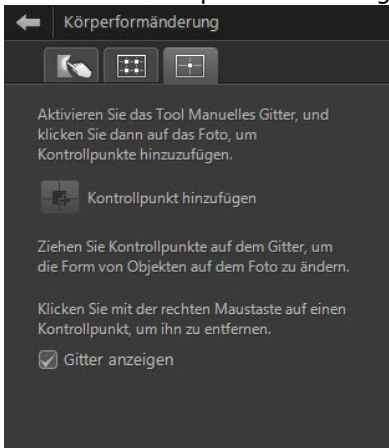 Körperformänderung
Aktivieren Sie das Tool Manuelles Gitter, und
klicken Sie dann auf das Foto, um
Kontrollpunkte hinzuzufügen.
Kontrollpunkt hinzufügen
Ziehen Sie Kontrollpunkte auf dem Gitter, um
die Form von Objekten auf dem Foto zu ändern.
Klicken Sie mit der rechten Maustaste auf einen
Kontrollpunkt, um ihn zu entfernen.
Gitter anzeigen